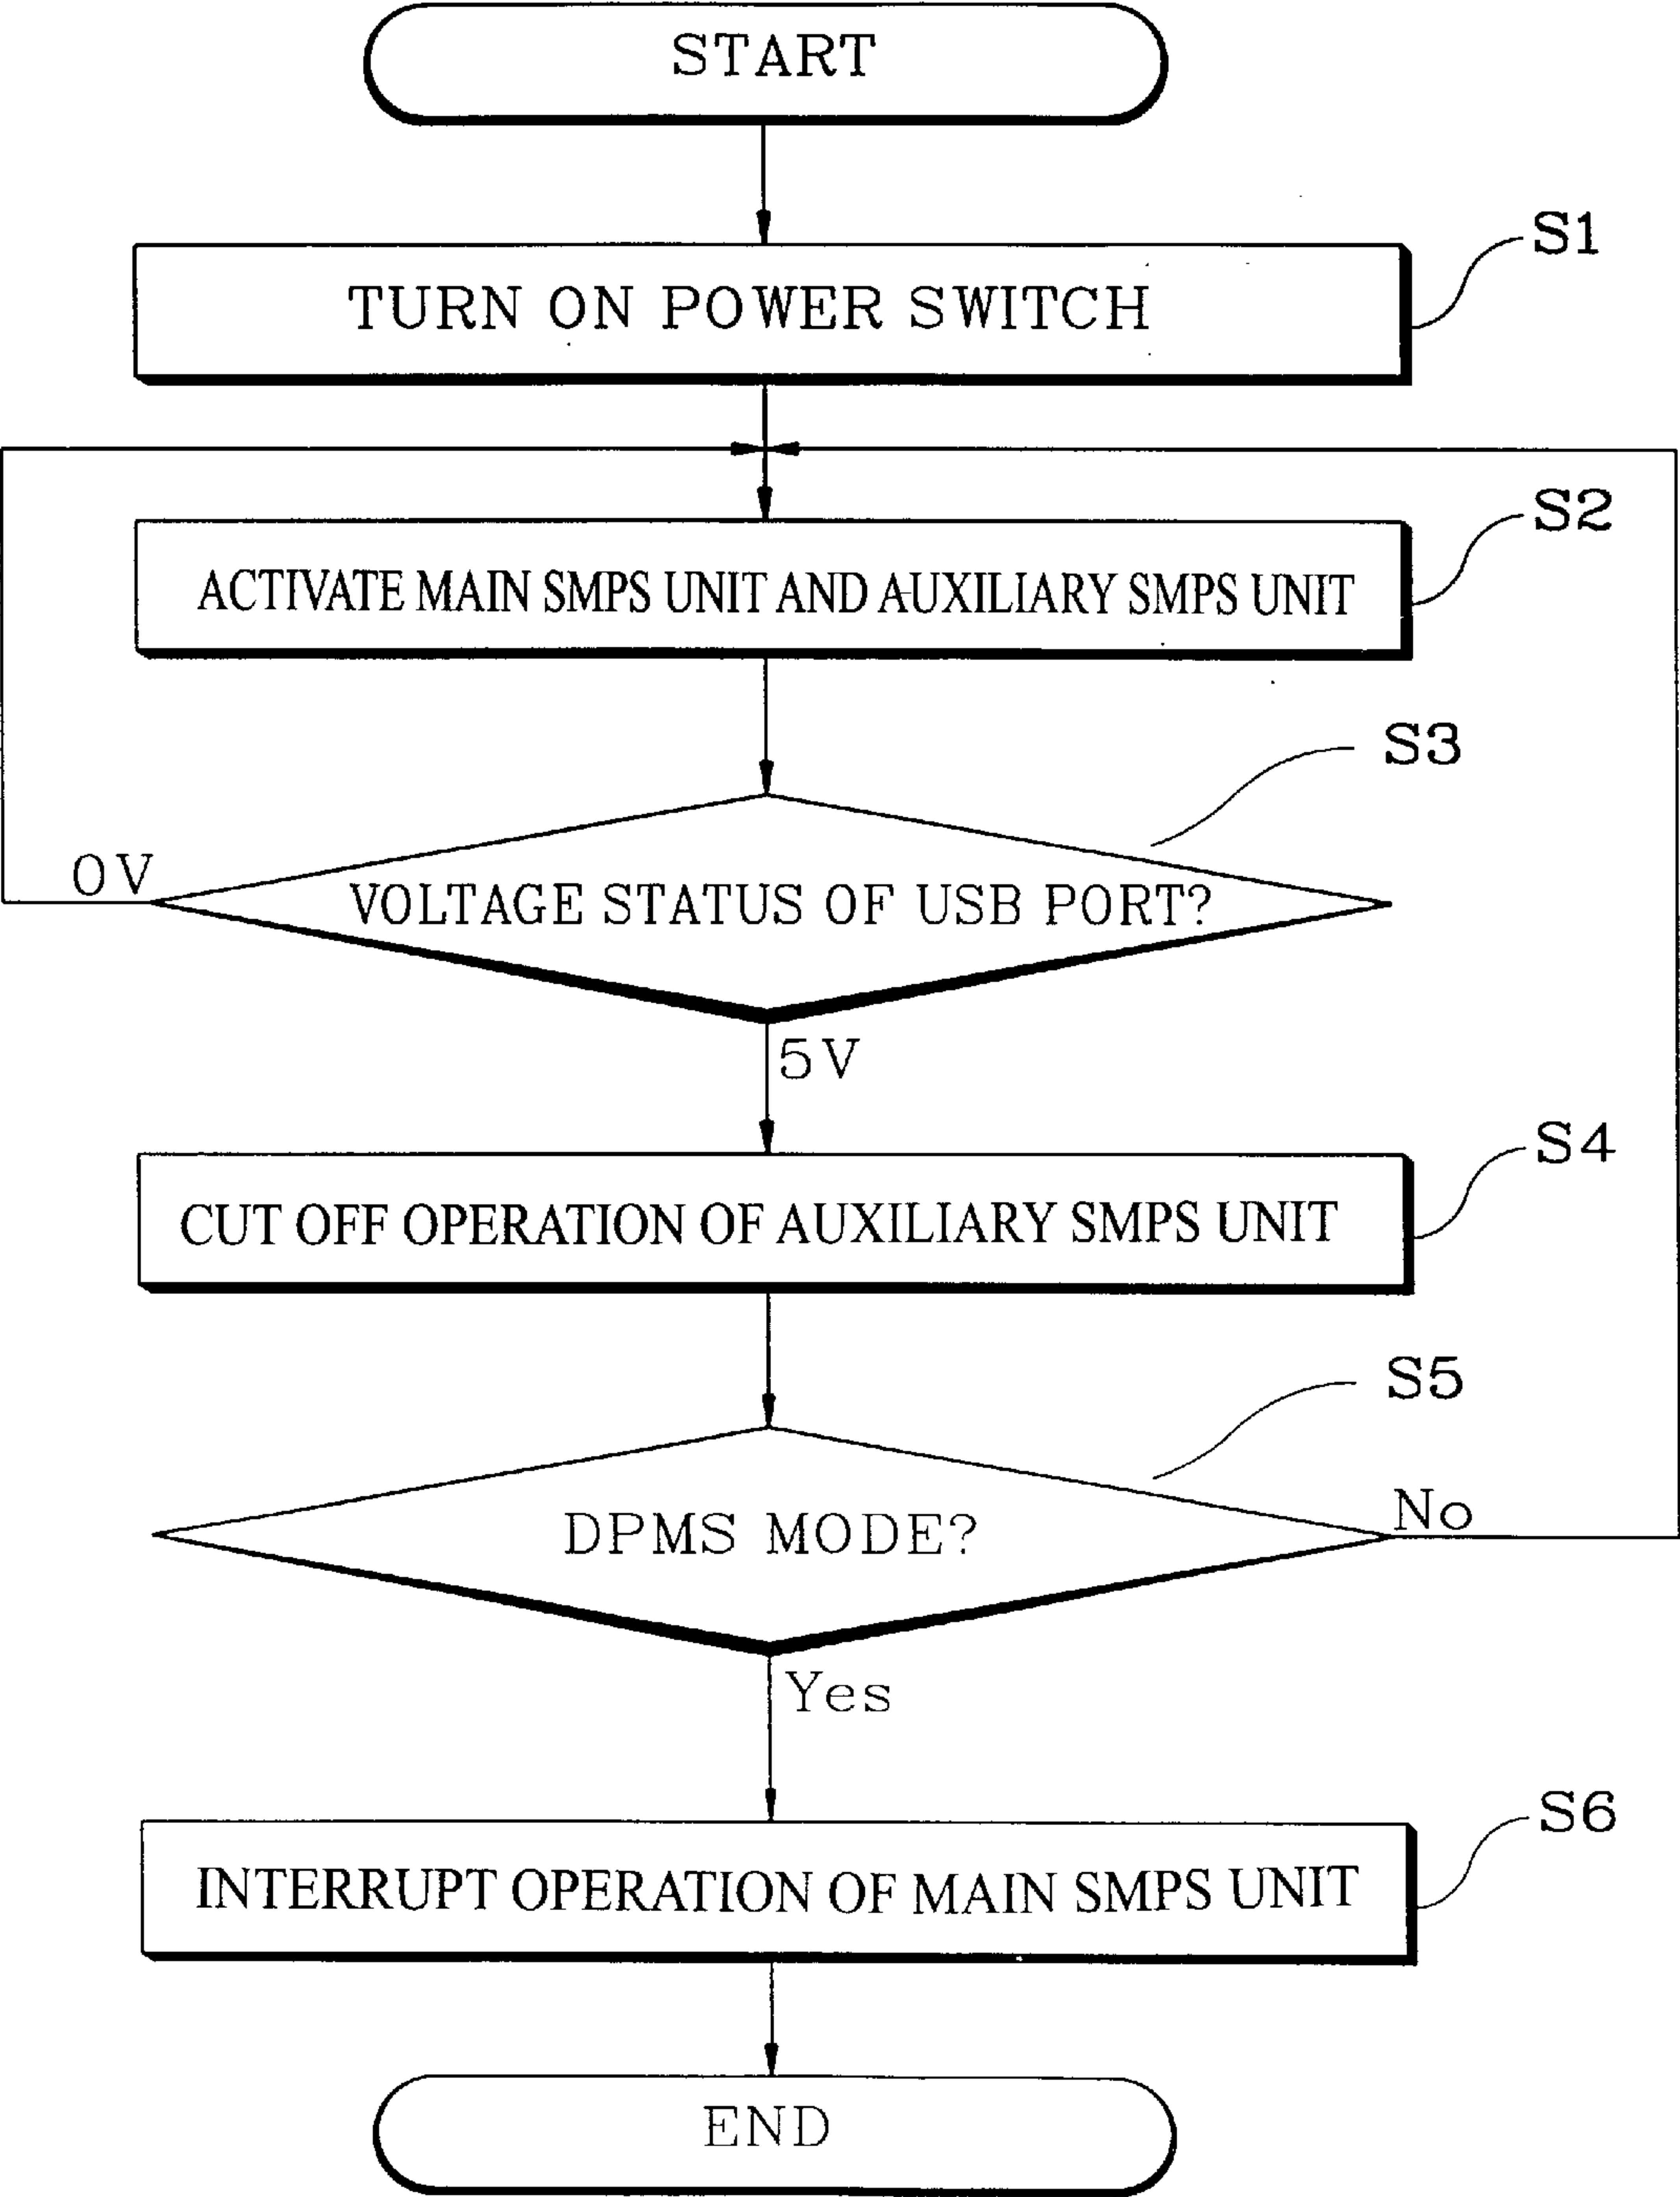 START
S1
TURN ON POWER SWITCH
S2
ACTIVATE MAIN SMPS UNIT AND AUXILIARY SMPS UNIT
S3
0V
VOLTAGE STATUS OF USB PORT?
5V
S4
CUT OFF OPERATION OF AUXILIARY SMPS UNIT
S5
No
DPMS MODE?
Yes
S6
INTERRUPT OPERATION OF MAIN SMPS UNIT
END